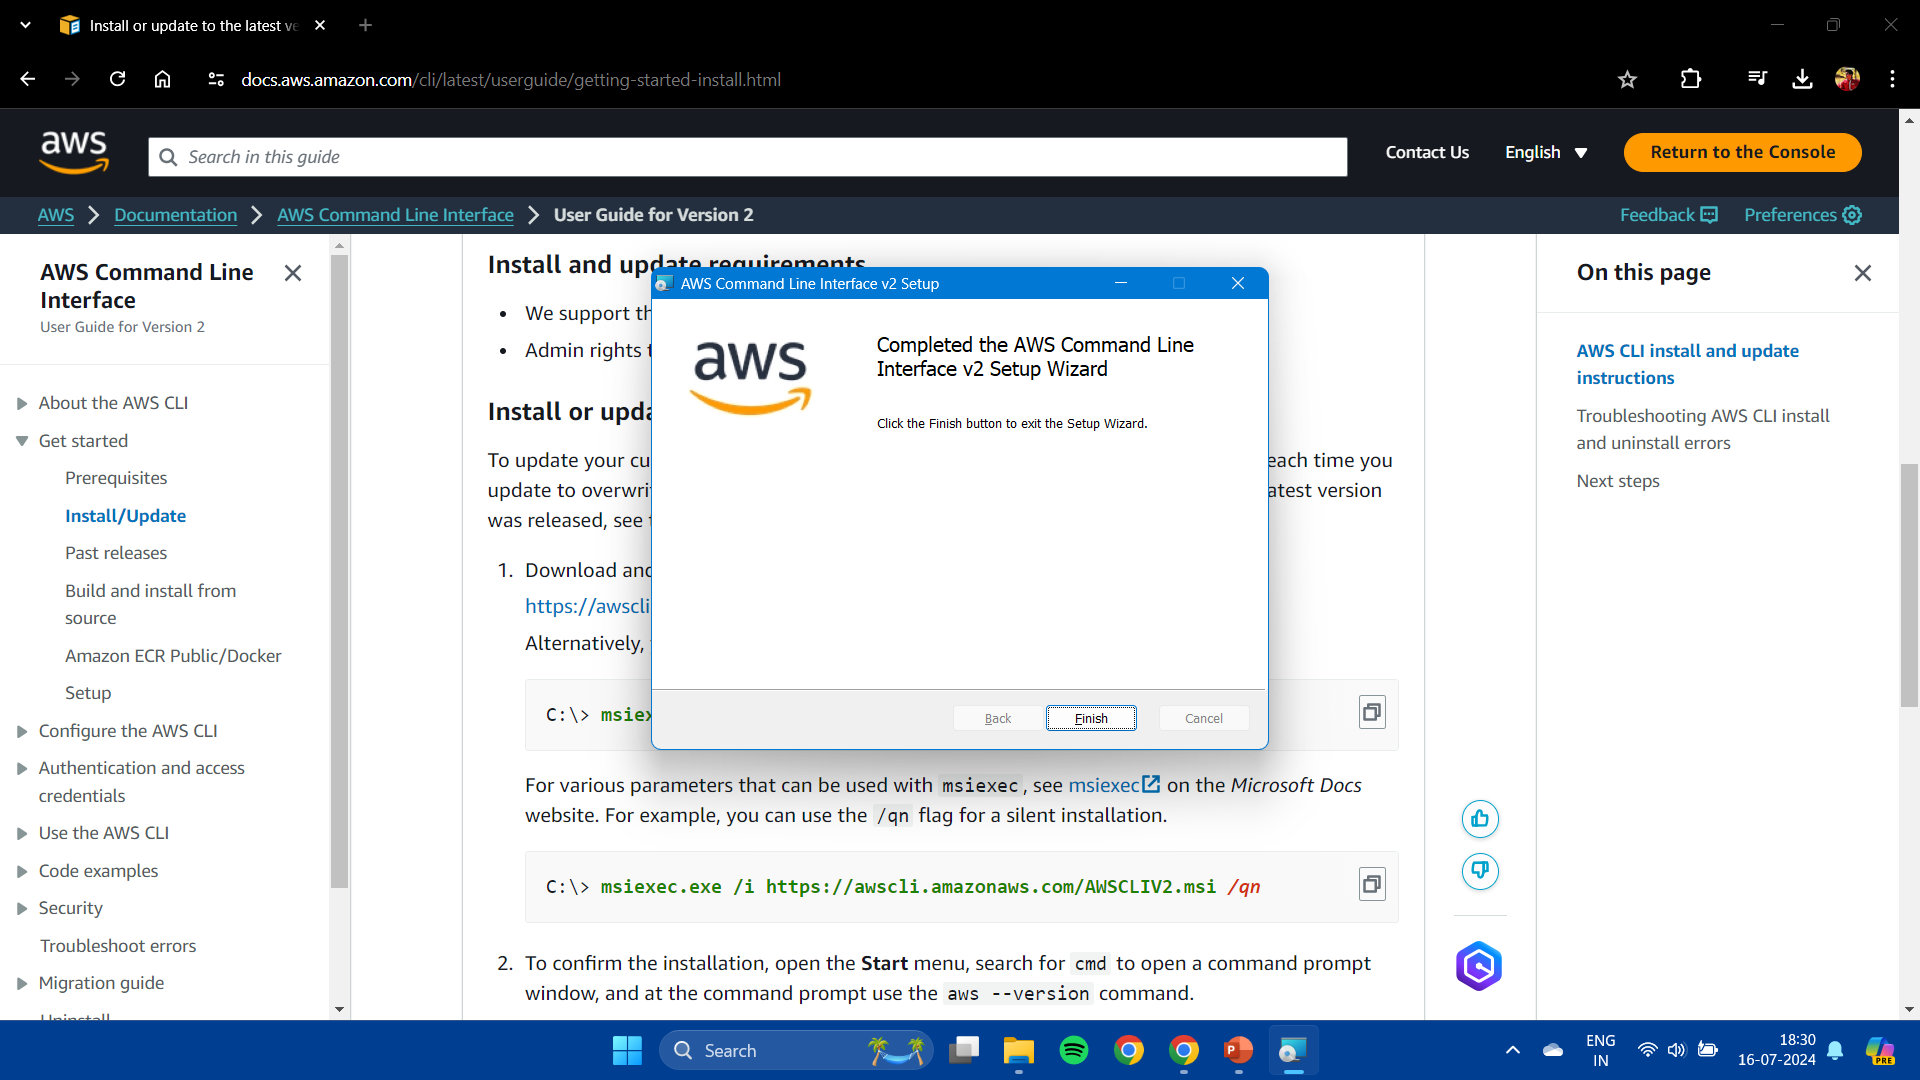 Install or update to the latest ve
docs.aws.amazon.com/cli/latest/userguide/getting-started-install.html
aws
Search in this guide
Contact Us
English
Return to the Console
AWS
Documentation
AWS Command Line Interface
User Guide for Version 2
Feedback
Preferences
AWS Command Line
Interface
User Guide for Version 2
About the AWS CLI
Get started
Prerequisites
Install/Update
Past releases
Build and install from
source
Amazon ECR Public/Docker
Setup
Configure the AWS CLI
Authentication and access
credentials
Use the AWS CLI
Code examples
Security
Troubleshoot errors
Migration guide
Uninstall
Install and update requirements
We support th
Admin rights t
Install or upda
To update your cu each time you
update to overwri atest version
was released, see t
1. Download and
https://awscli
Alternatively,
C:\> msiex
For various parameters that can be used with msiexec, see msiexec on the Microsoft Docs
website. For example, you can use the /qn flag for a silent installation.
C:\> msiexec.exe /i https://awscli.amazonaws.com/AWSCLIV2.msi /qn
2. To confirm the installation, open the Start menu, search for cmd to open a command prompt
window, and at the command prompt use the aws --version command.
AWS Command Line Interface v2 Setup
aws
Completed the AWS Command Line
Interface v2 Setup Wizard
Click the Finish button to exit the Setup Wizard.
Back
Finish
Cancel
On this page
AWS CLI install and update
instructions
Troubleshooting AWS CLI install
and uninstall errors
Next steps
Search
P
ENG
IN
18:30
16-07-2024
PRE